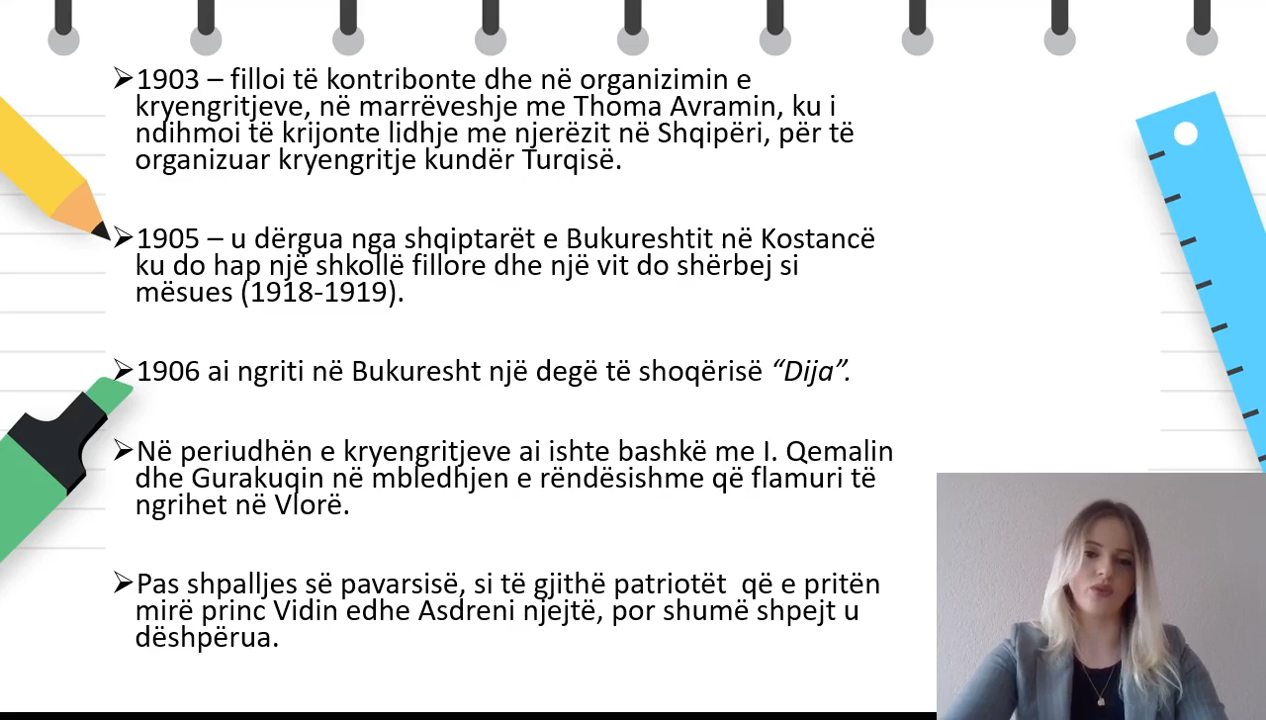 ➢1903 – filloi të kontribonte dhe në organizimin e
kryengritjeve, në marrëveshje me Thoma Avramin, ku i
ndihmoi të krijonte lidhje me njerëzit në Shqipëri, për të
organizuar kryengritje kundër Turqisë.
➢1905 – u dërgua nga shqiptarët e Bukureshtit në Kostancë
ku do hap një shkollë fillore dhe një vit do shërbej si
mësues (1918-1919).
➢1906 ai ngriti në Bukuresht një degë të shoqërisë “Dija”.
➢Në periudhën e kryengritjeve ai ishte bashkë me I. Qemalin
dhe Gurakuqin në mbledhjen e rëndësishme që flamuri të
ngrihet në Vlorë.
➢Pas shpalljes së pavarsisë, si të gjithë patriotët  që e pritën
mirë princ Vidin edhe Asdreni njejtë, por shumë shpejt u
dëshpërua.